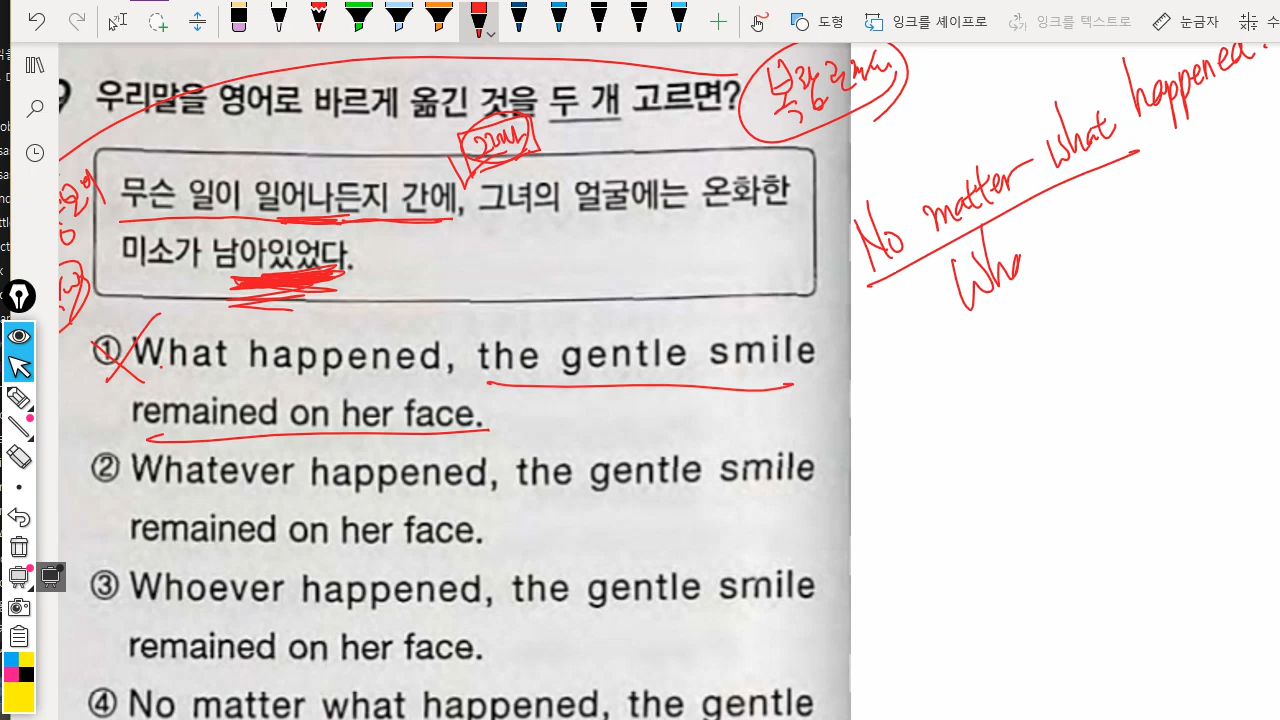 도형
잉크를 셰이프로
잉크를 텍스트로
눈금자
수
9 우리말을 영어로 바르게 옮긴 것을 두 개 고르면?
무슨 일이 일어나든지 간에, 그녀의 얼굴에는 온화한
미소가 남아있었다.
① What happened, the gentle smile
remained on her face.
② Whatever happened, the gentle smile
remained on her face.
③ Whoever happened, the gentle smile
remained on her face.
④ No matter what happened, the gentle
No matter what happened.
Wha